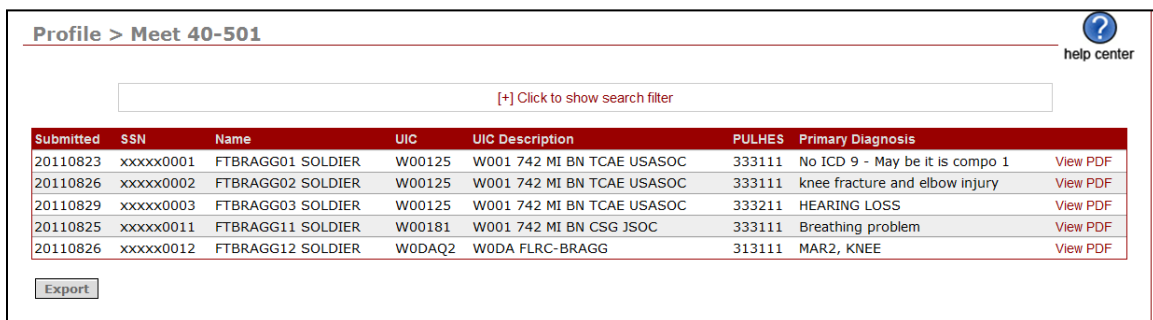 Profile > Meet 40-501
help center
[+] Click to show search filter
Submitted SSN Name UIC UIC Description PULHES Primary Diagnosis
20110823 xxxxx0001 FTBRAGG01 SOLDIER W00125 W001 742 MI BN TCAE USASOC 333111 No ICD 9 - May be it is compo 1 View PDF
20110826 xxxxx0002 FTBRAGG02 SOLDIER W00125 W001 742 MI BN TCAE USASOC 333111 knee fracture and elbow injury View PDF
20110829 xxxxx0003 FTBRAGG03 SOLDIER W00125 W001 742 MI BN TCAE USASOC 333211 HEARING LOSS View PDF
20110825 xxxxx0011 FTBRAGG11 SOLDIER W00181 W001 742 MI BN CSG JSOC 333111 Breathing problem View PDF
20110826 xxxxx0012 FTBRAGG12 SOLDIER W0DAQ2 W0DA FLRC-BRAGG 313111 MAR2, KNEE View PDF
Export